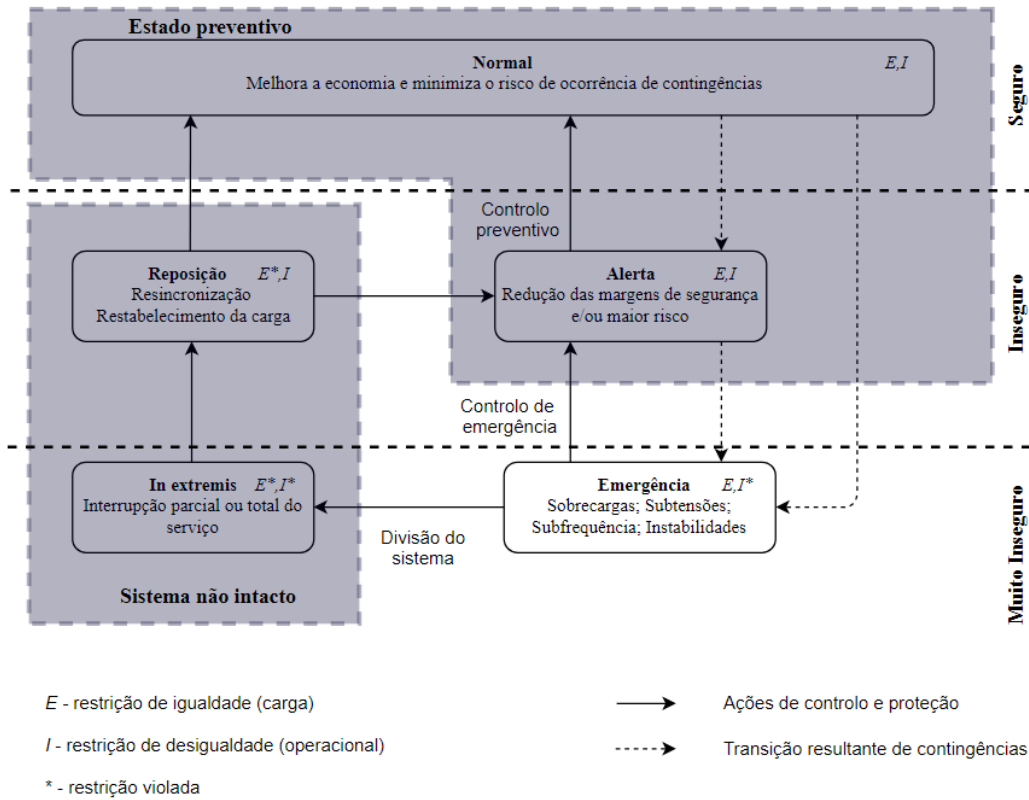 Estado preventivo
Normal
E,I
Melhora a economia e minimiza o risco de ocorrência de contingências
Seguro
Controlo
preventivo
Reposição E*,I
Resincronização
Restabelecimento da carga
Alerta E,I
Redução das margens de segurança
e/ou maior risco
Inseguro
Controlo de
emergência
In extremis E*,I*
Interrupção parcial ou total do
serviço
Divisão do
sistema
Emergência E,I*
Sobrecargas; Subtensões;
Subfrequência; Instabilidades
Muito Inseguro
Sistema não intacto
E - restrição de igualdade (carga)
Ações de controlo e proteção
I - restrição de desigualdade (operacional)
Transição resultante de contingências
* - restrição violada